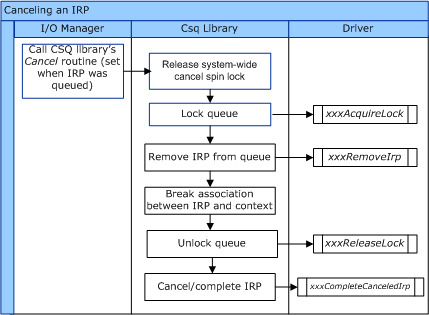 Canceling an IRP
I/O Manager
Csq Library
Driver
Call CSQ library's
Cancel routine (set
when IRP was
queued)
Release system-wide
cancel spin lock
Lock queue
xxxAcquireLock
Remove IRP from queue
xxxRemoveIrp
Break association
between IRP and context
Unlock queue
xxxReleaseLock
Cancel/complete IRP
xxxCompleteCanceledIrp